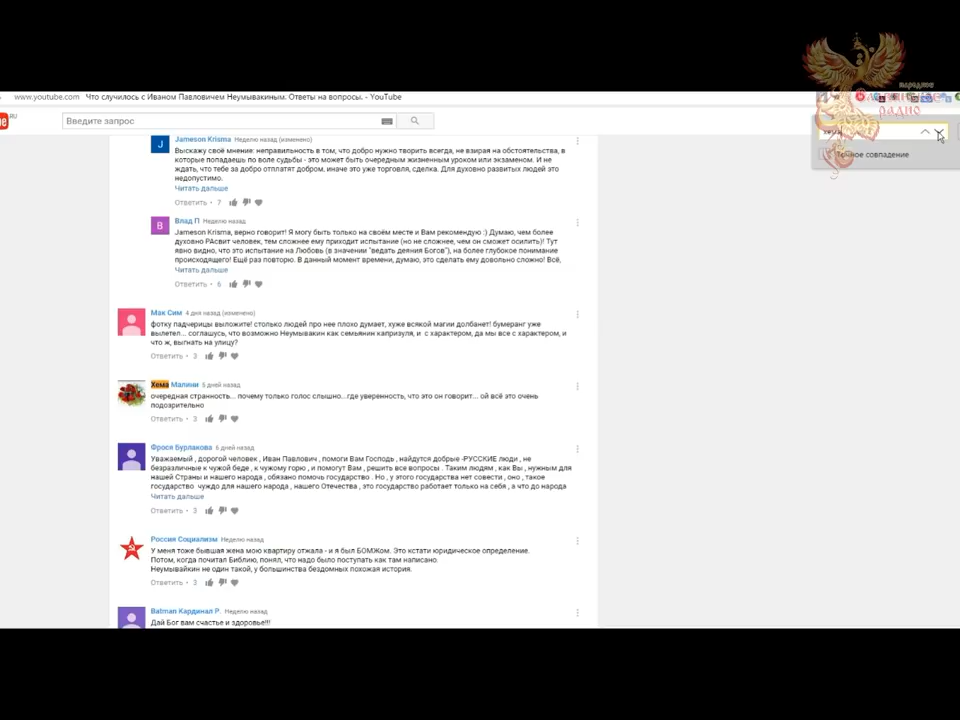 www.youtube.com Что случилось с Иваном Павловичем Неумывакиным. Ответы на вопросы. - YouTube
Введите запрос
Точное совпадение
НАРОДНОЕ
РАДИО
J Jameson Krisma Неделю назад (изменено)
Выскажу своё мнение: неправильность в том, что добро нужно творить всегда, не взирая на обстоятельства, в
которые попадаешь по воле судьбы - это может быть очередным жизненным уроком или экзаменом. И не
ждать, что тебе за добро отплатят добром, иначе это уже торговля, сделка. Для духовно развитых людей это
недопустимо.
Читать дальше
Ответить • 7
В Влад П Неделю назад
Jameson Krisma, верно говорит! Я могу быть только на своём месте и Вам рекомендую :) Думаю, чем более
духовно РАсвит человек, тем сложнее ему приходит испытание (но не сложнее, чем он сможет осилить)! Тут
явно видно, что это испытание на Любовь (в значении "ведать деяния Богов"), на более глубокое понимание
происходящего! Ещё раз повторю. В данный момент времени, думаю, это сделать ему довольно сложно! Всё,
Читать дальше
Ответить • 6
Мак Сим 4 дня назад (изменено)
фотку падчерицы выложите! столько людей про нее плохо думает, хуже всякой магии долбанет! бумеранг уже
вылетел... соглашусь, что возможно Неумывакин как семьянин капризуля, и с характером, да мы все с характером, и
что ж, выгнать на улицу?
Ответить • 3
Хема Малини 5 дней назад
очередная странность... почему только голос слышно...где уверенность, что это он говорит... ой всё это очень
подозрительно
Ответить • 3
Фрося Бурлакова 6 дней назад
Уважаемый , дорогой человек , Иван Павлович , помоги Вам Господь , найдутся добрые -РУССКИЕ люди , не
безразличные к чужой беде , к чужому горю , и помогут Вам , решить все вопросы . Таким людям , как Вы , нужным для
нашей Страны и нашего народа , обязано помочь государство . Но , у этого государства нет совести , оно , такое
государство чуждо для нашего народа , нашего Отечества , это государство работает только на себя , а что до народа
Читать дальше
Ответить • 3
Россия Социализм Неделю назад
У меня тоже бывшая жена мою квартиру отжала - и я был БОМЖом. Это кстати юридическое определение.
Потом, когда почитал Библию, понял, что надо было поступать как там написано.
Неумывайкин не один такой, у большинства бездомных похожая история.
Ответить • 3
Batman Кардинал Р. Неделю назад
Дай Бог вам счастье и здоровье!!!